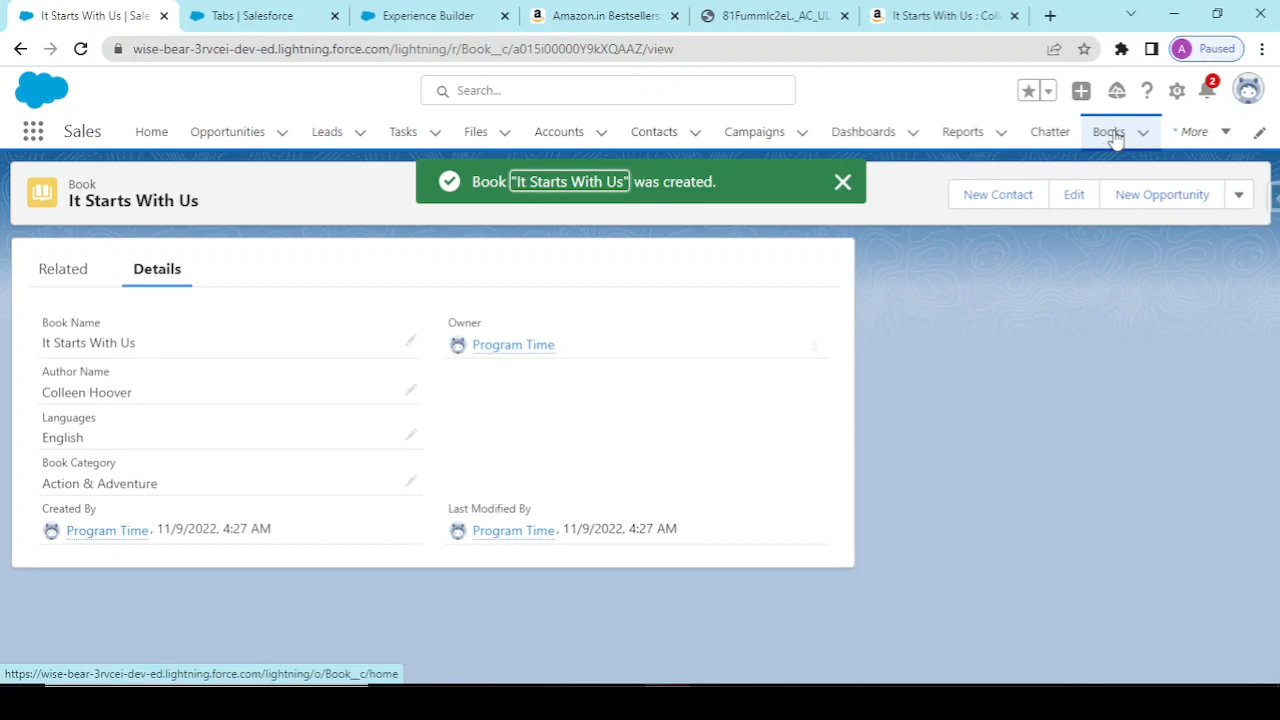 It Starts With Us | Sale
Tabs | Salesforce
Experience Builder
Amazon.in Bestsellers:
81FummIc2eL._AC_UL
It Starts With Us : Coll
wise-bear-3rvcei-dev-ed.lightning.force.com/lightning/r/Book__c/a015i00000Y9kXQAAZ/view
A Paused
Search...
2
Sales
Home
Opportunities
Leads
Tasks
Files
Accounts
Contacts
Campaigns
Dashboards
Reports
Chatter
Books
* More
Book
It Starts With Us
Book "It Starts With Us" was created.
New Contact
Edit
New Opportunity
Related
Details
Book Name
It Starts With Us
Owner
Program Time
Author Name
Colleen Hoover
Languages
English
Book Category
Action & Adventure
Created By
Program Time, 11/9/2022, 4:27 AM
Last Modified By
Program Time, 11/9/2022, 4:27 AM
https://wise-bear-3rvcei-dev-ed.lightning.force.com/lightning/o/Book__c/home